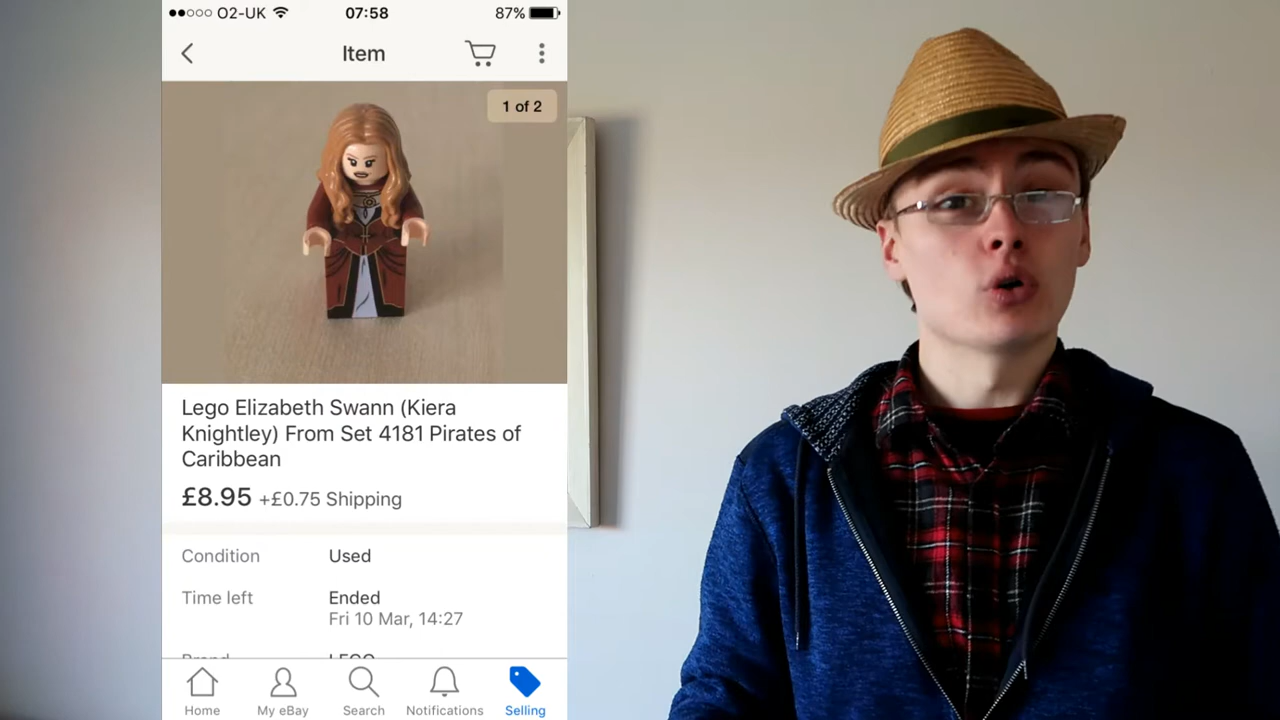 O2-UK
07:58
87%
Item
1 of 2
Lego Elizabeth Swann (Kiera
Knightley) From Set 4181 Pirates of
Caribbean
£8.95 +£0.75 Shipping
Condition Used
Time left Ended
Fri 10 Mar, 14:27
Brand LEGO
Home
My eBay
Search
Notifications
Selling